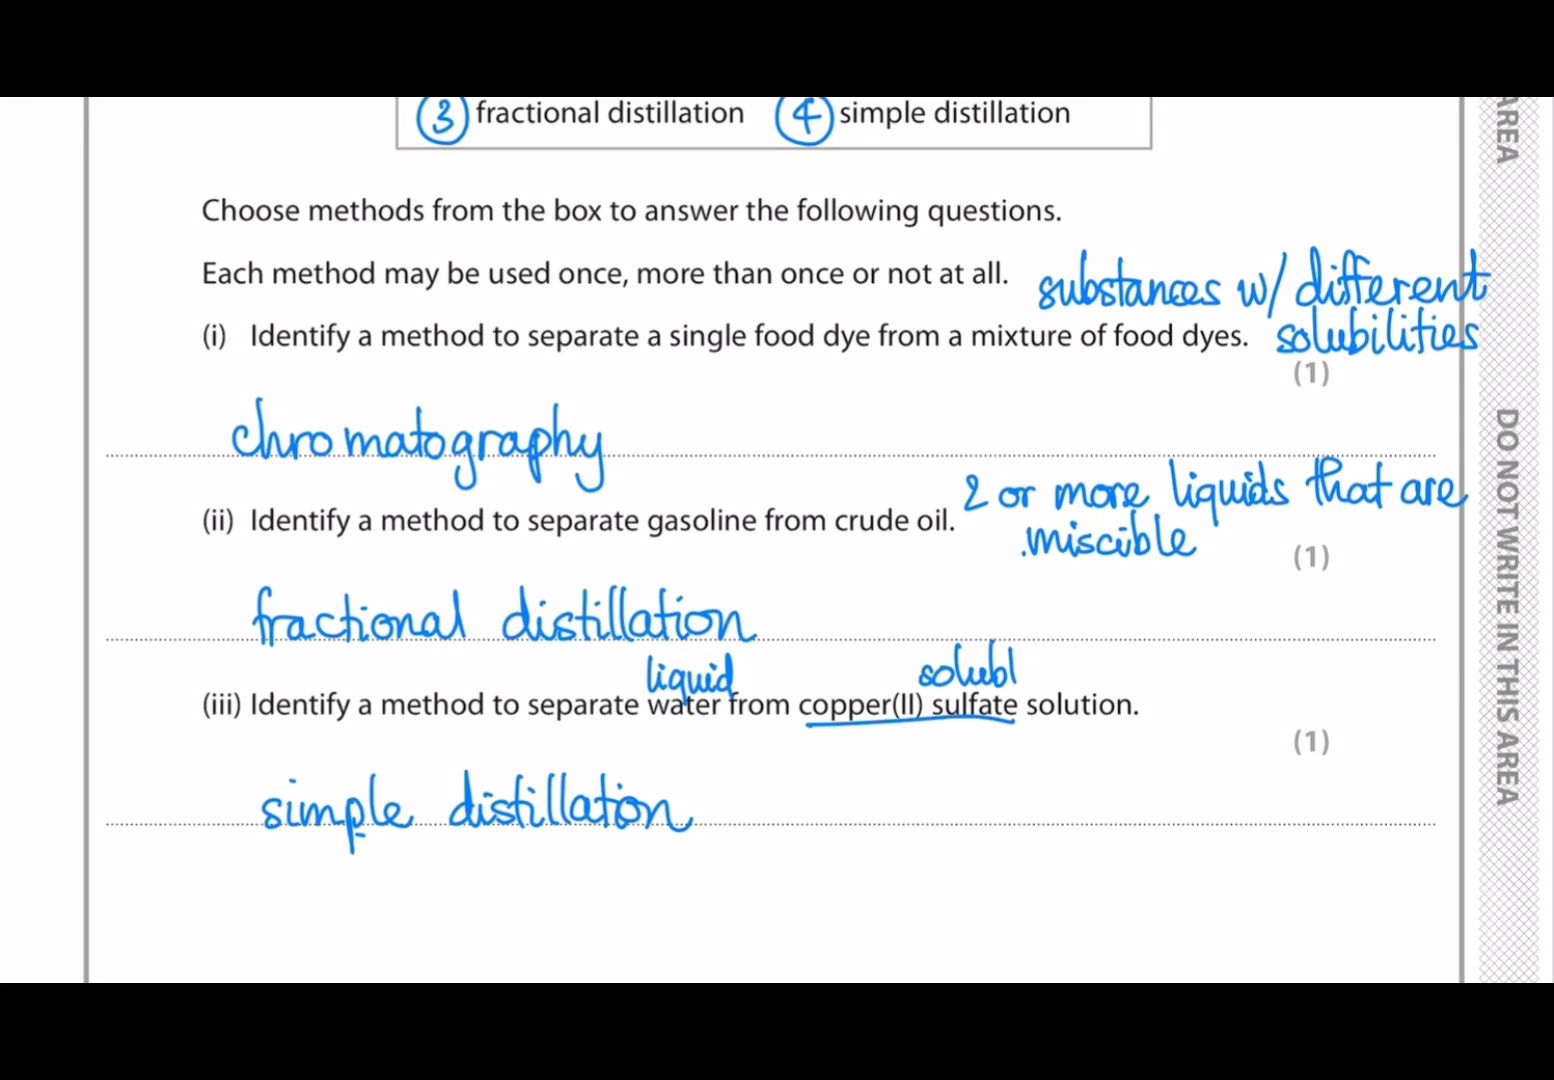 ③ fractional distillation ④ simple distillation
Choose methods from the box to answer the following questions.
Each method may be used once, more than once or not at all.
substances w/ different
solubilities
(i) Identify a method to separate a single food dye from a mixture of food dyes.
(1)
chromatography
2 or more liquids that are
miscible
(ii) Identify a method to separate gasoline from crude oil.
(1)
fractional distillation
liquid solubl
(iii) Identify a method to separate water from copper(II) sulfate solution.
(1)
simple distillation
AREA
DO NOT WRITE IN THIS AREA